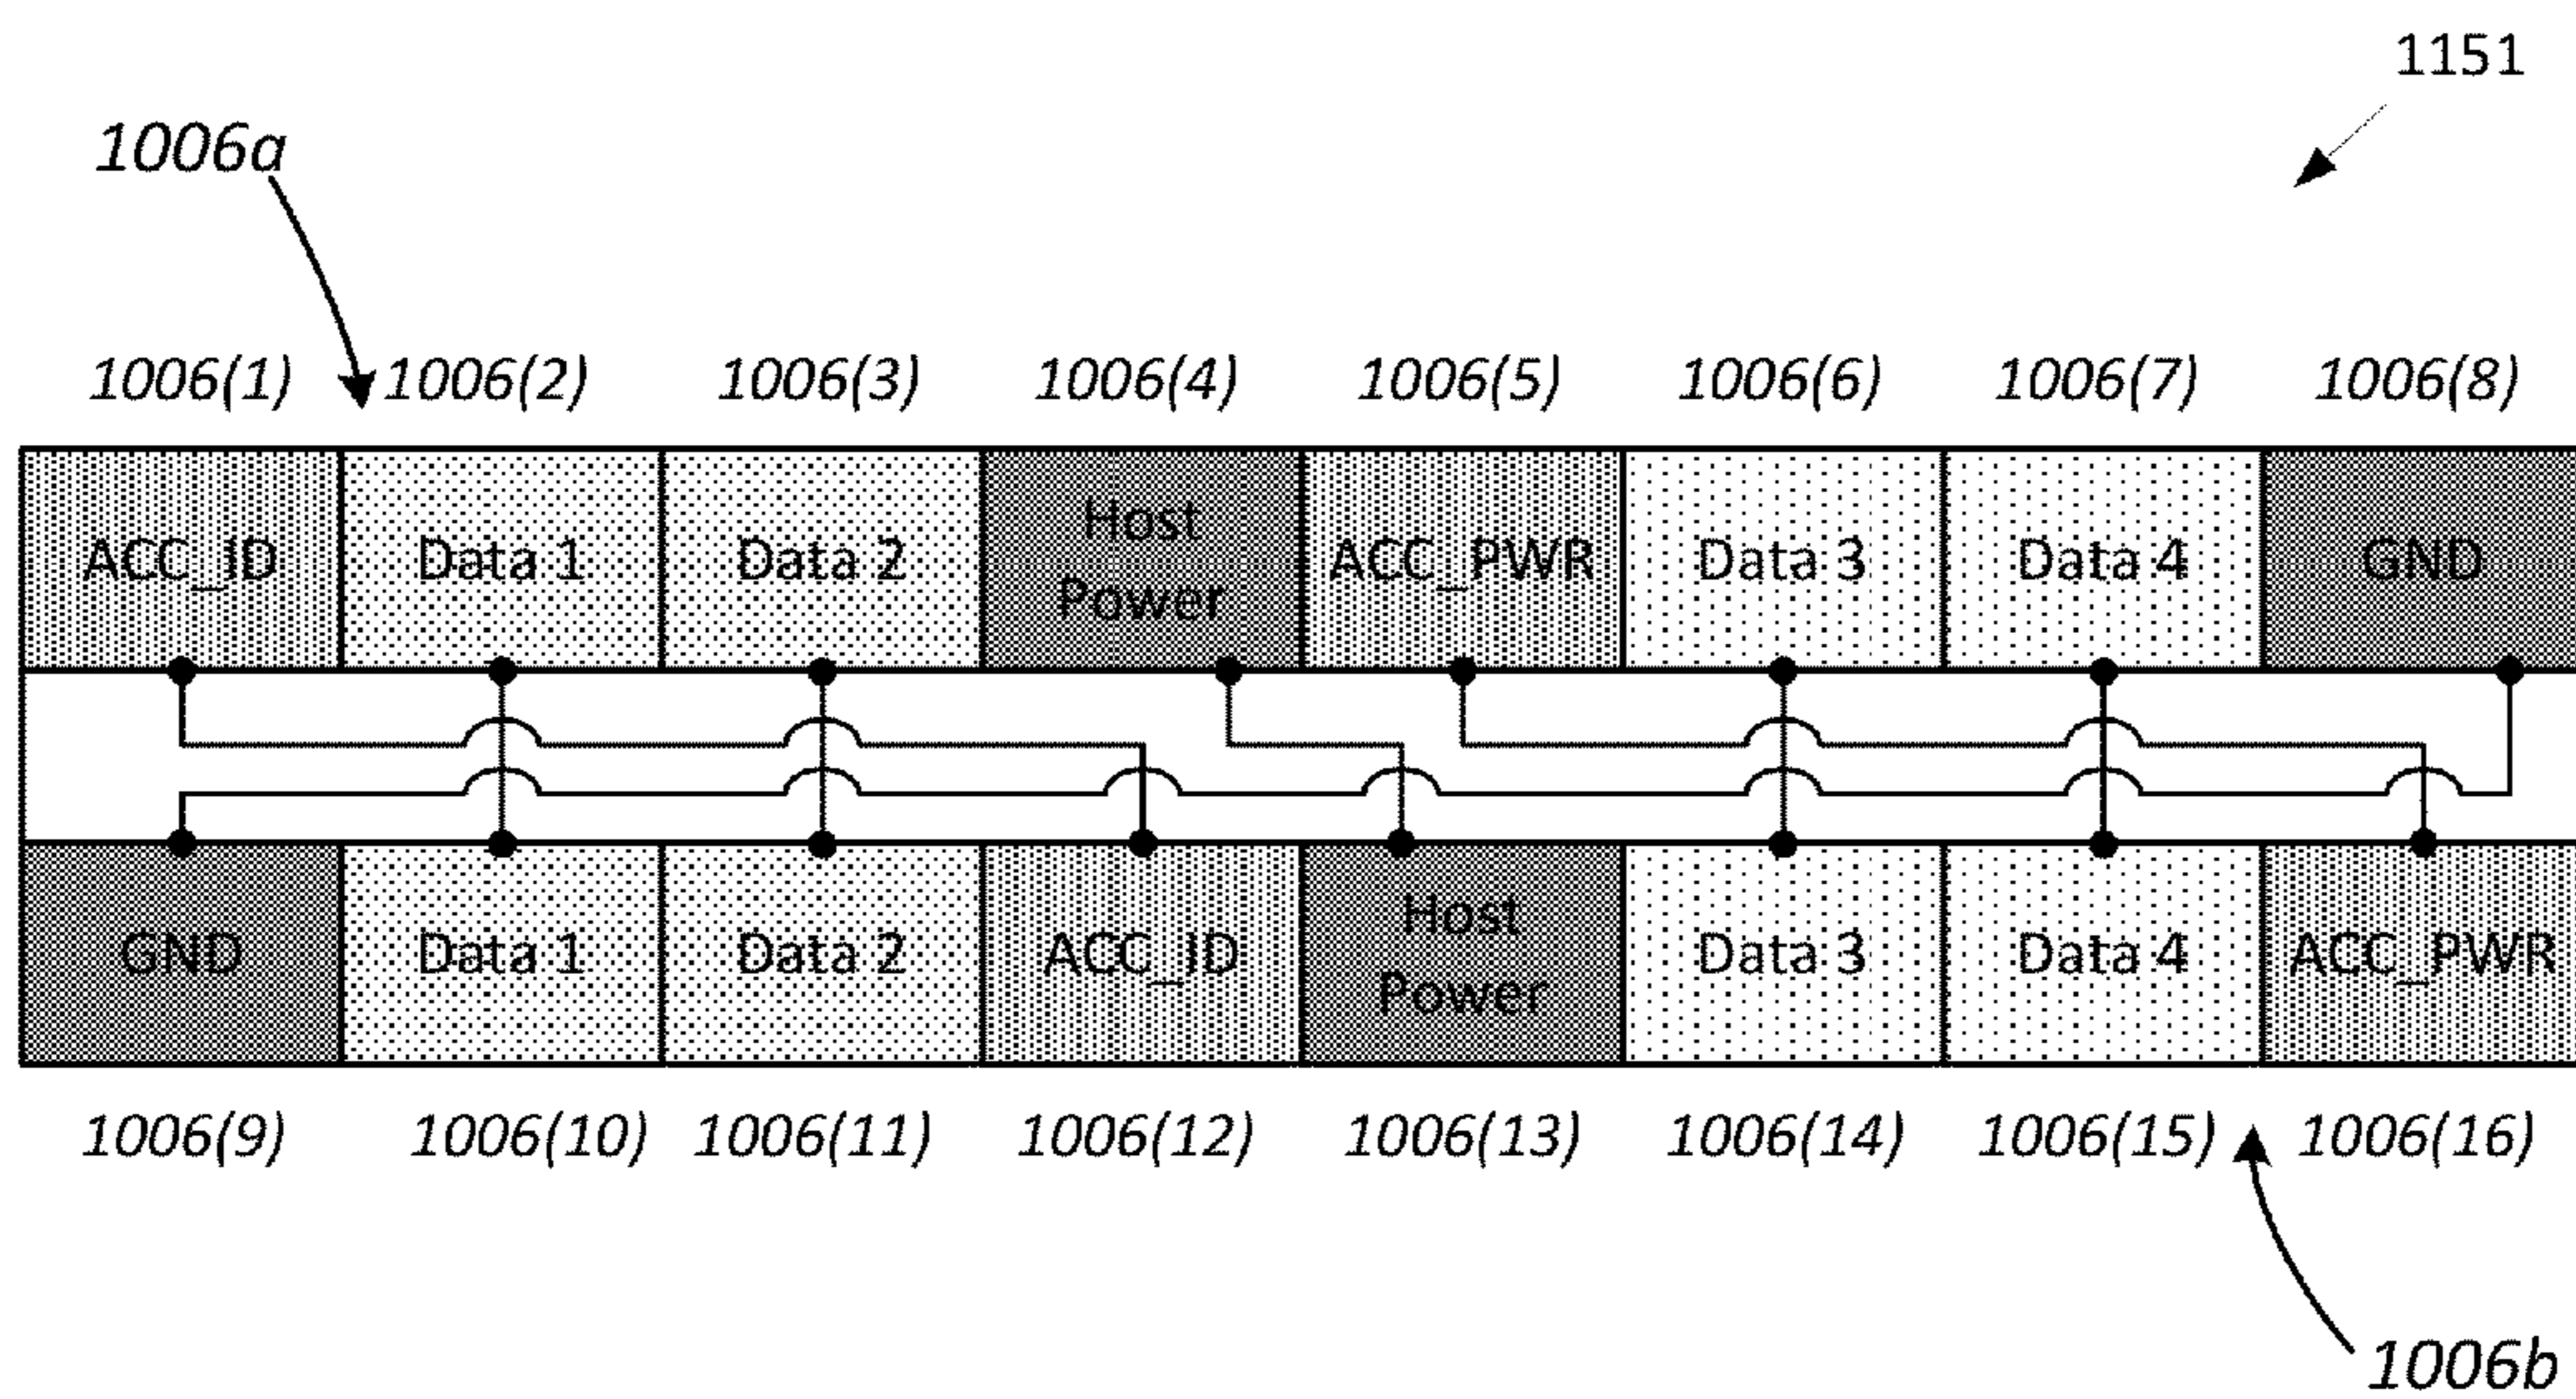 1151
1006a
1006(1) 1006(2) 1006(3) 1006(4) 1006(5) 1006(6) 1006(7) 1006(8)
ACC_ID Data 1 Data 2 Host Power ACC_PWR Data 3 Data 4 GND
GND Data 1 Data 2 ACC_ID Host Power Data 3 Data 4 ACC_PWR
1006(9) 1006(10) 1006(11) 1006(12) 1006(13) 1006(14) 1006(15) 1006(16)
1006b